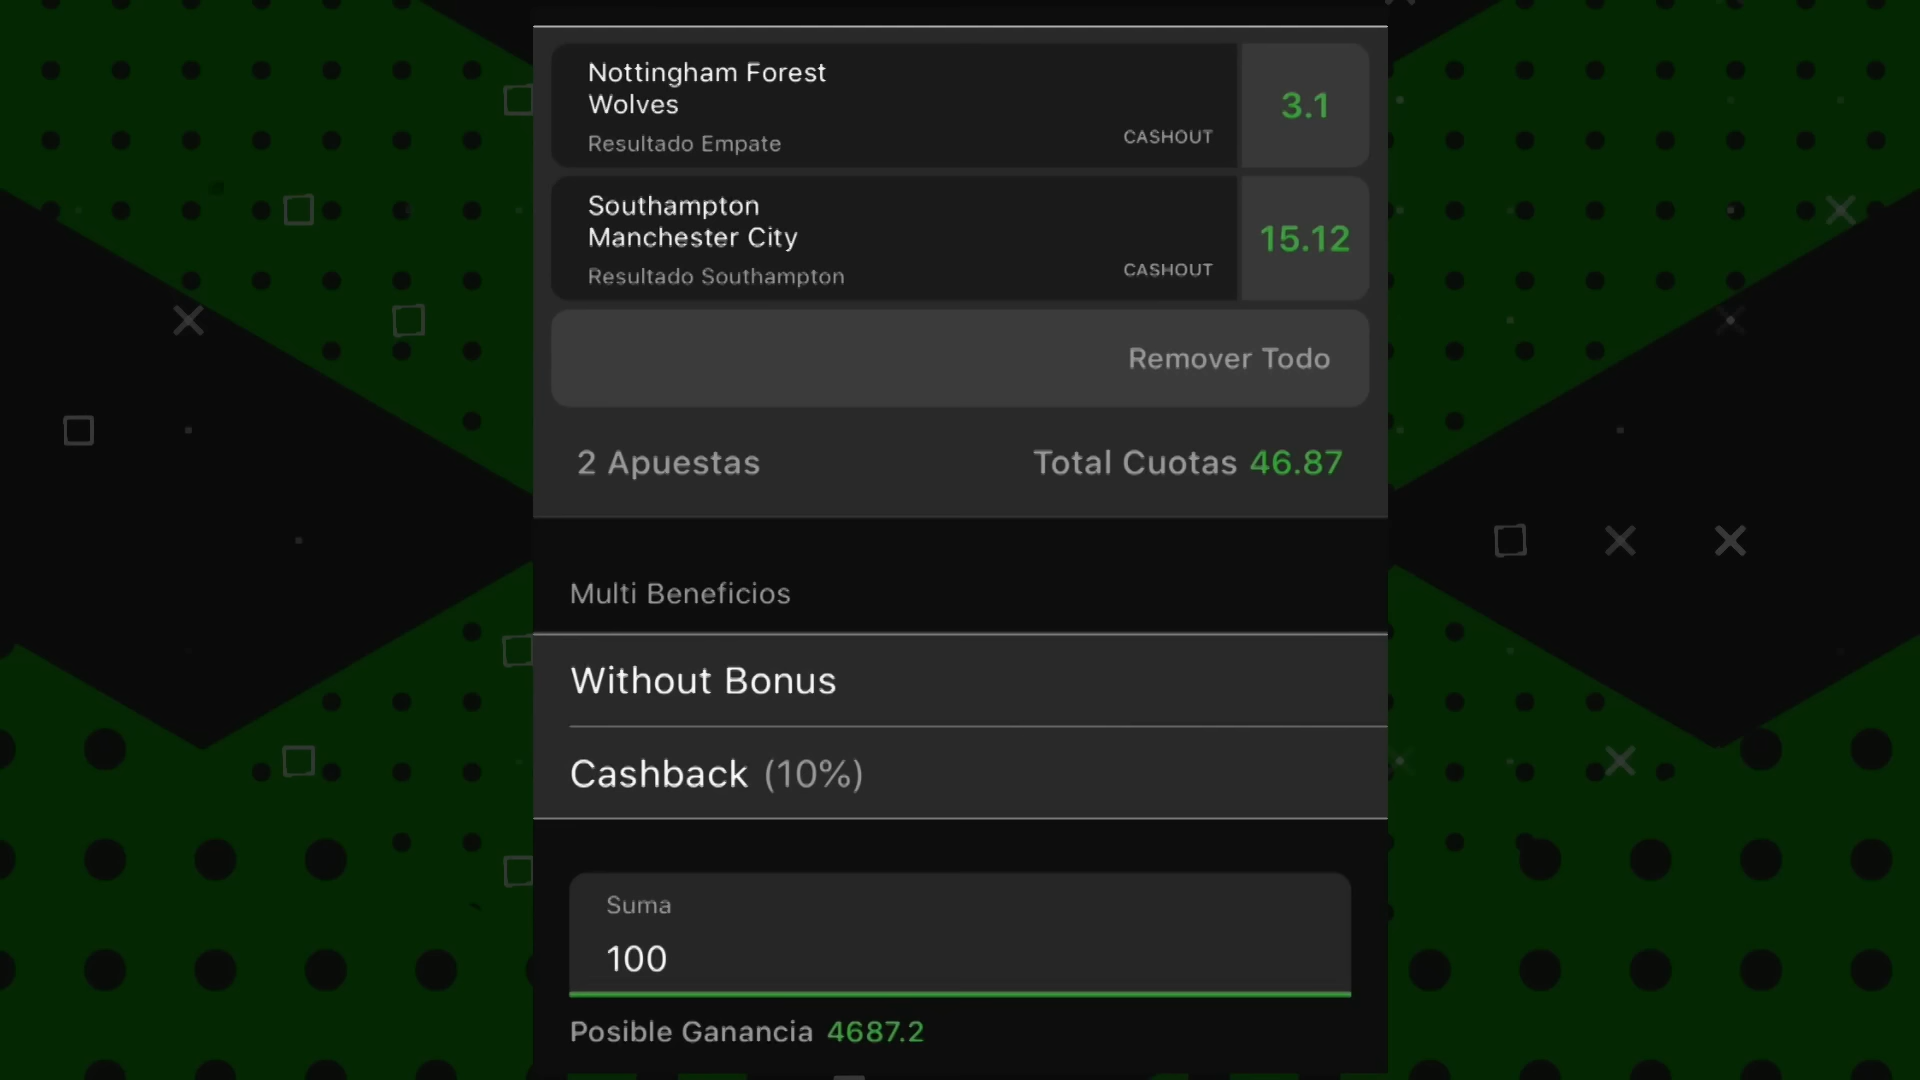 Nottingham Forest
Wolves
Resultado Empate
CASHOUT
3.1
Southampton
Manchester City
Resultado Southampton
CASHOUT
15.12
Remover Todo
2 Apuestas
Total Cuotas 46.87
Multi Beneficios
Without Bonus
Cashback (10%)
Suma
100
Posible Ganancia 4687.2